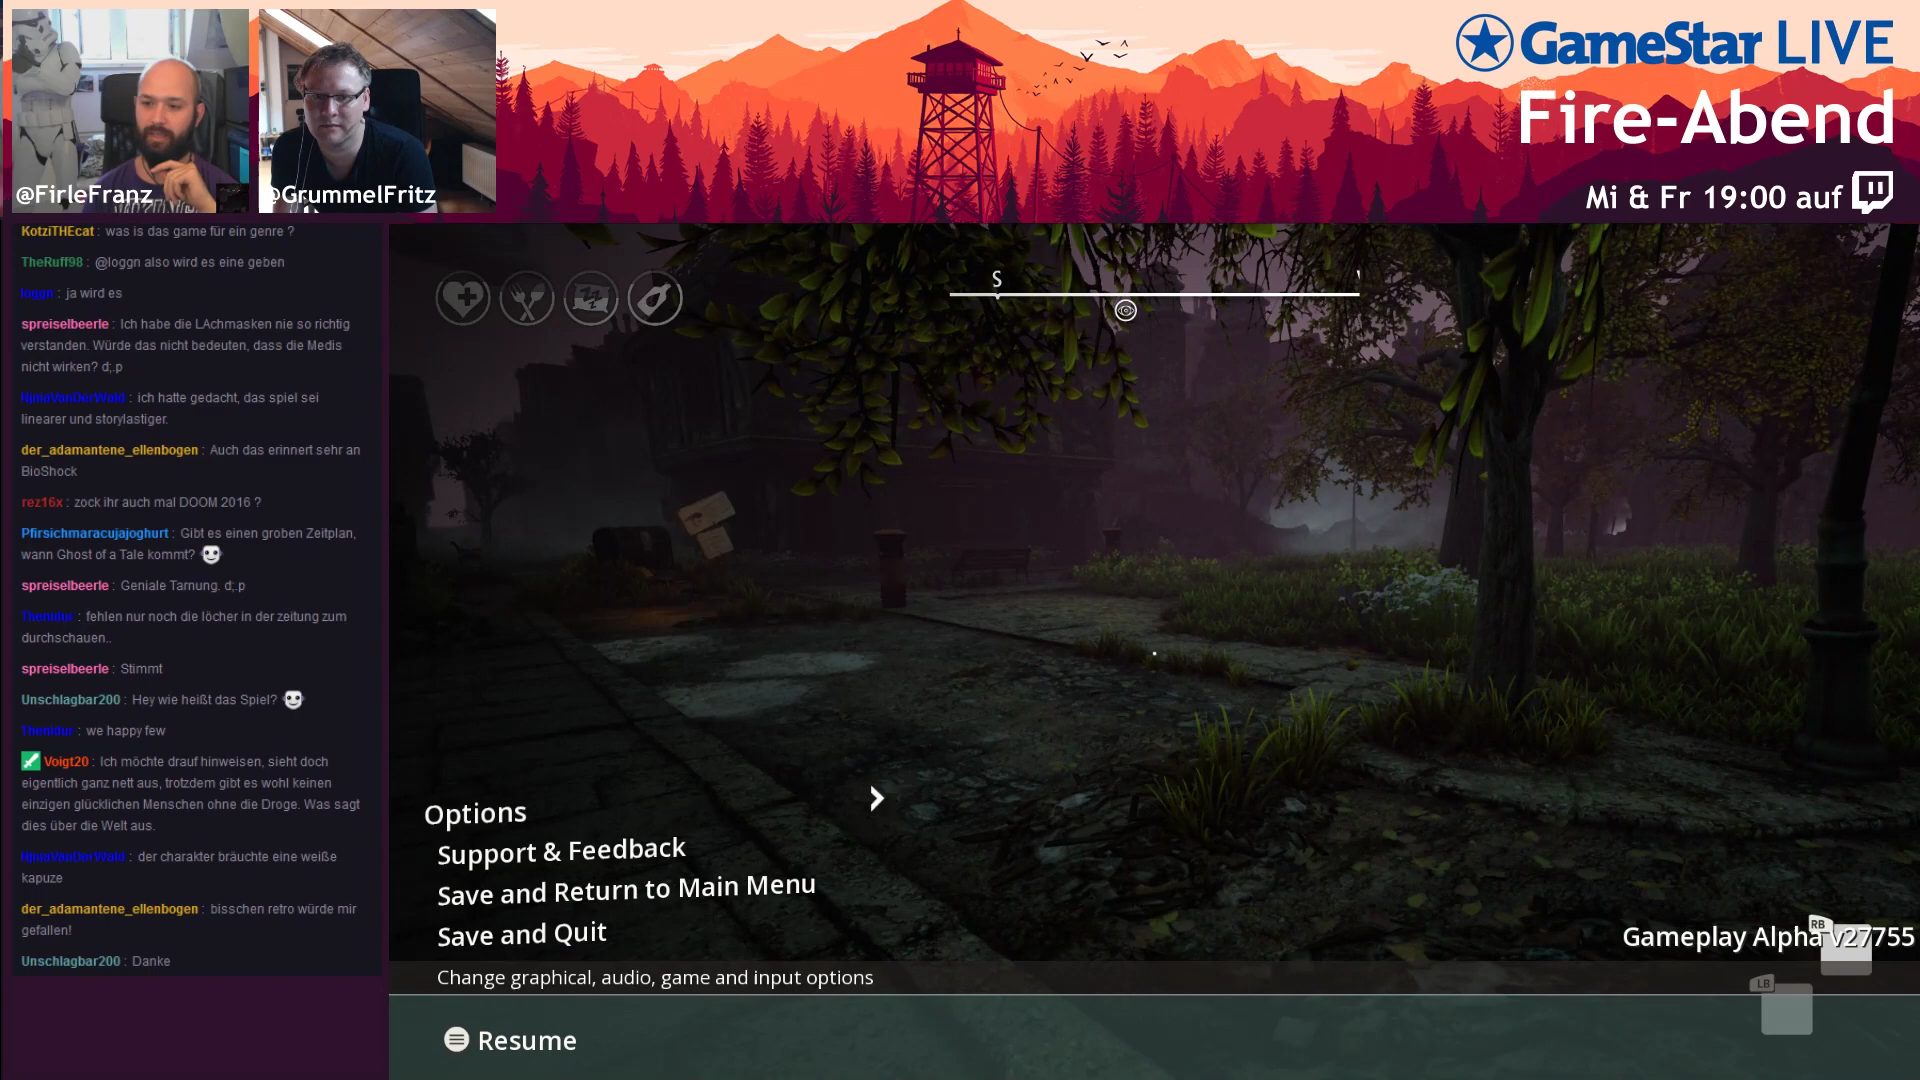 @FirleFranz
@GrummelFritz
GameStar LIVE
Fire-Abend
Mi & Fr 19:00 auf
KotziTHEcat : was is das game für ein genre ?
TheRuff98 : @loggn also wird es eine geben
loggn : ja wird es
spreiselbeerle : Ich habe die LAchmasken nie so richtig
verstanden. Würde das nicht bedeuten, dass die Medis
nicht wirken? d;.p
NjniaVanDerWald : ich hatte gedacht, das spiel sei
linearer und storylastiger.
der_adamantene_ellenbogen : Auch das erinnert sehr an
BioShock
rez16x : zock ihr auch mal DOOM 2016 ?
Pfirsichmaracujajoghurt : Gibt es einen groben Zeitplan,
wann Ghost of a Tale kommt?
spreiselbeerle : Geniale Tarnung. d;.p
: fehlen nur noch die löcher in der zeitung zum
durchschauen..
spreiselbeerle : Stimmt
Unschlagbar200 : Hey wie heißt das Spiel?
: we happy few
Voigt20 : Ich möchte drauf hinweisen, sieht doch
eigentlich ganz nett aus, trotzdem gibt es wohl keinen
einzigen glücklichen Menschen ohne die Droge. Was sagt
dies über die Welt aus.
NjniaVanDerWald : der charakter bräuchte eine weiße
kapuze
der_adamantene_ellenbogen : bisschen retro würde mir
gefallen!
Unschlagbar200 : Danke
S
Options
Support & Feedback
Save and Return to Main Menu
Save and Quit
Change graphical, audio, game and input options
Resume
Gameplay Alpha v27755
RB
LB